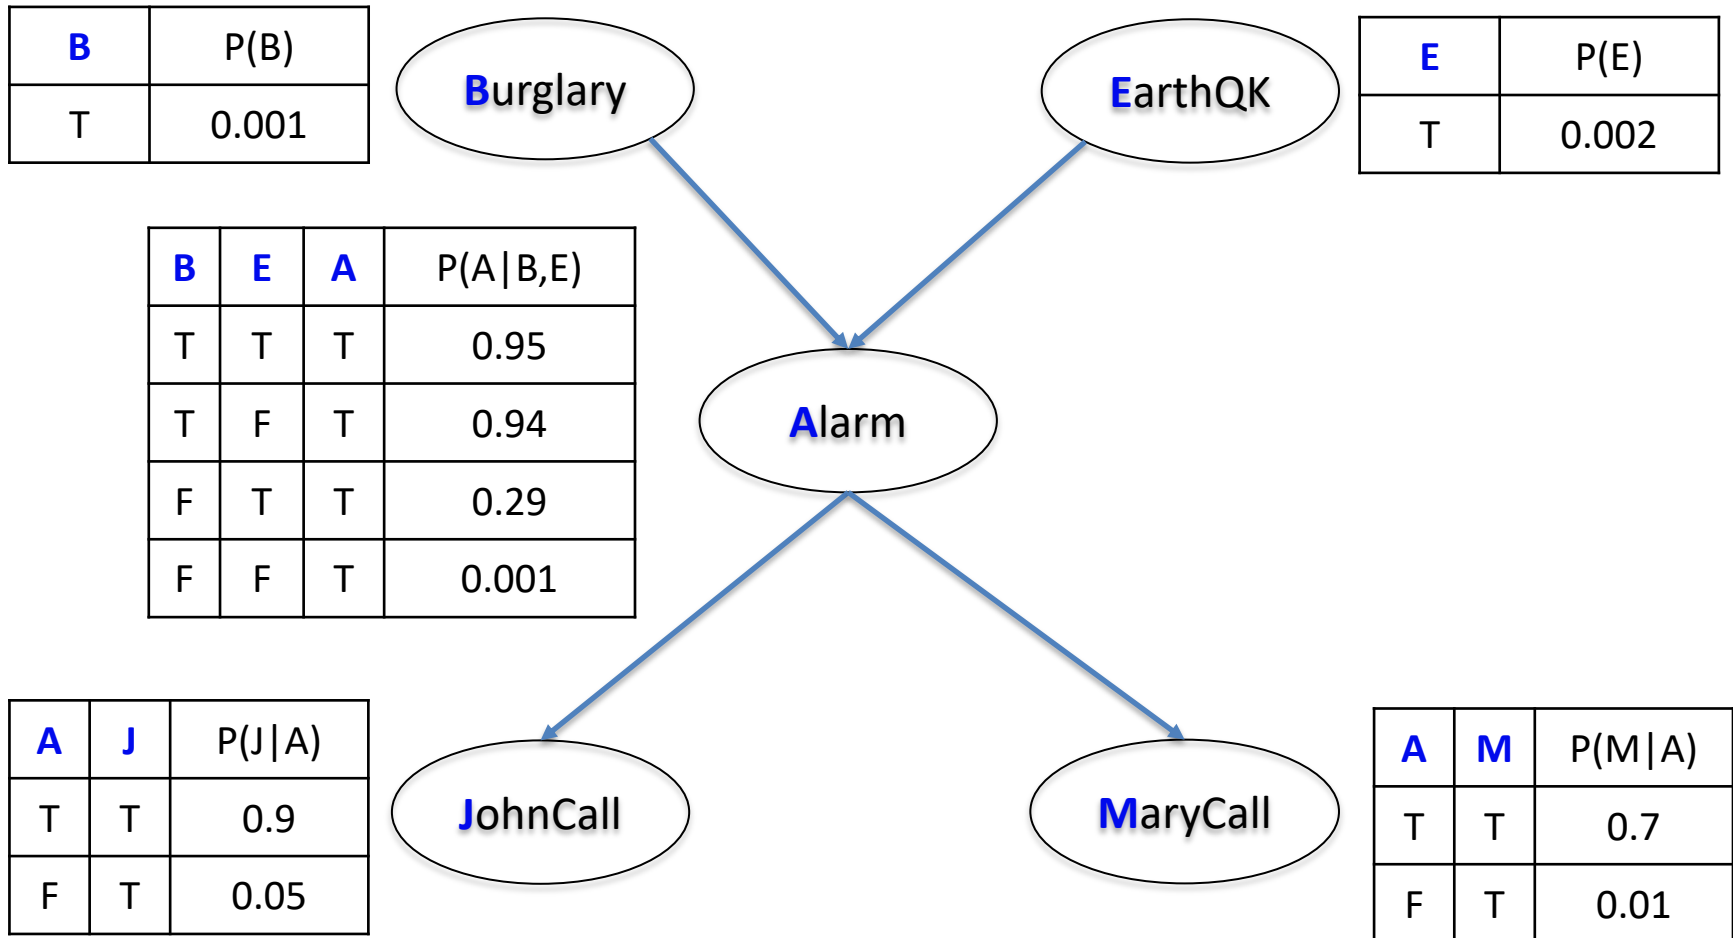 B P(B)
T 0.001
Burglary
EarthQK
E P(E)
T 0.002
B E A P(A|B,E)
T T T 0.95
T F T 0.94
F T T 0.29
F F T 0.001
Alarm
A J P(J|A)
T T 0.9
F T 0.05
JohnCall
MaryCall
A M P(M|A)
T T 0.7
F T 0.01